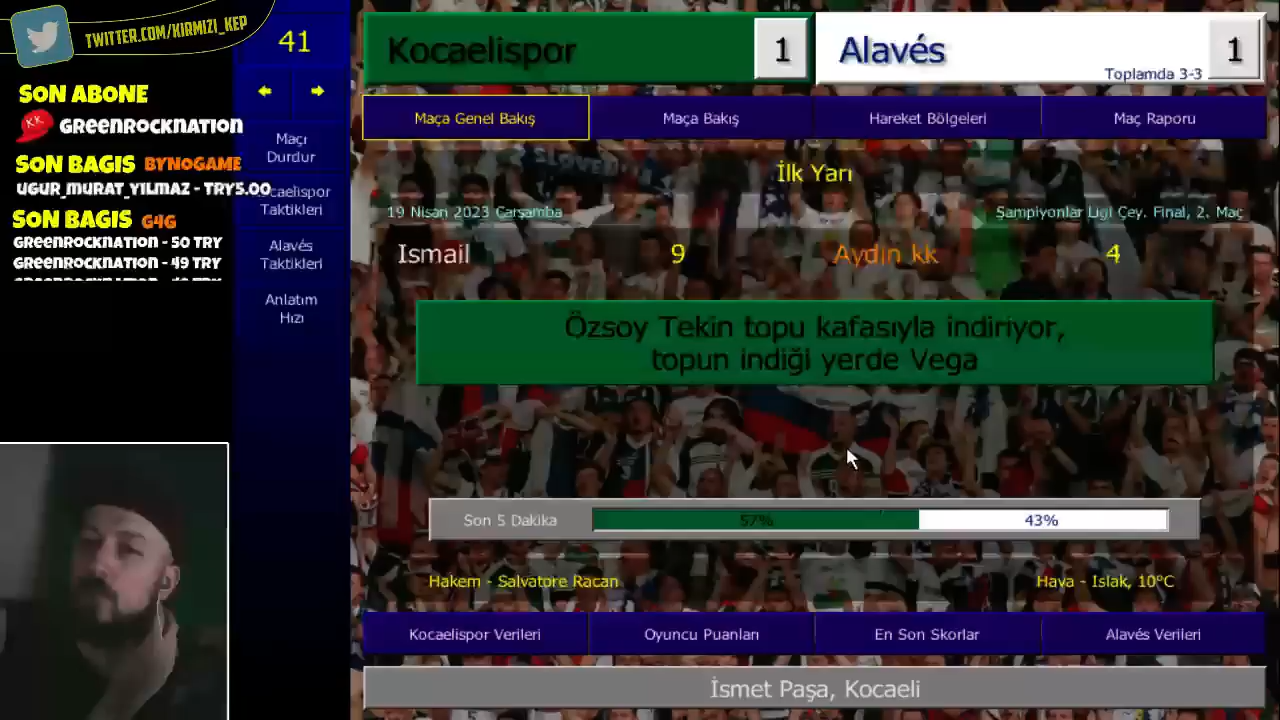 TWITTER.COM/KIRMIZI_KEP
SON ABONE
KK GREENROCKNATION
SON BAGIS BYNOGAME
UGUR_MURAT_YILMAZ - TRY5.00
SON BAGIS G4G
GREENROCKNATION - 50 TRY
GREENROCKNATION - 49 TRY
41
Maçı
Durdur
caelispor
Taktikleri
Alavés
Taktikleri
Anlatım
Hızı
Kocaelispor 1 Alavés 1
Toplamda 3-3
Maça Genel Bakış Maça Bakış Hareket Bölgeleri Maç Raporu
İlk Yarı
19 Nisan 2023 Çarşamba Şampiyonlar Ligi Çey. Final, 2. Maç
Ismail 9 Aydın kk 4
Özsoy Tekin topu kafasıyla indiriyor,
topun indiği yerde Vega
Son 5 Dakika 57% 43%
Hakem - Salvatore Racan Hava - Islak, 10°C
Kocaelispor Verileri Oyuncu Puanları En Son Skorlar Alavés Verileri
İsmet Paşa, Kocaeli